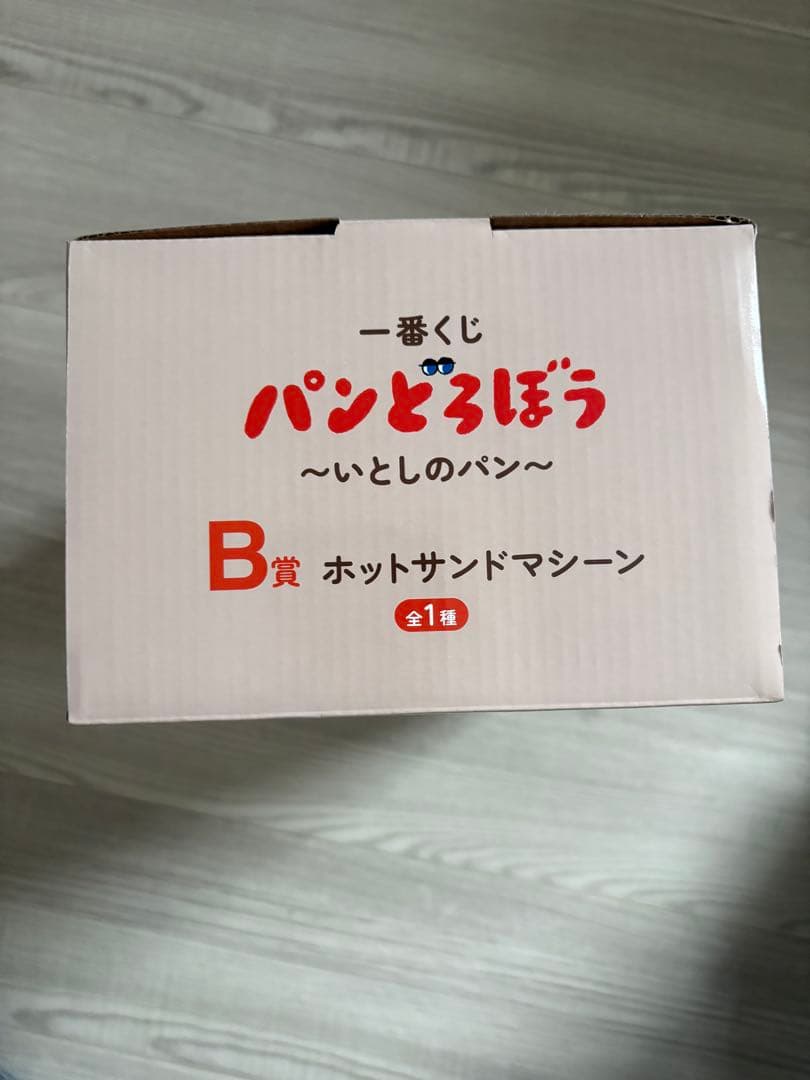 一番くじ
パンどろぼう
〜いとしのパン〜
B賞 ホットサンドマシーン
全1種